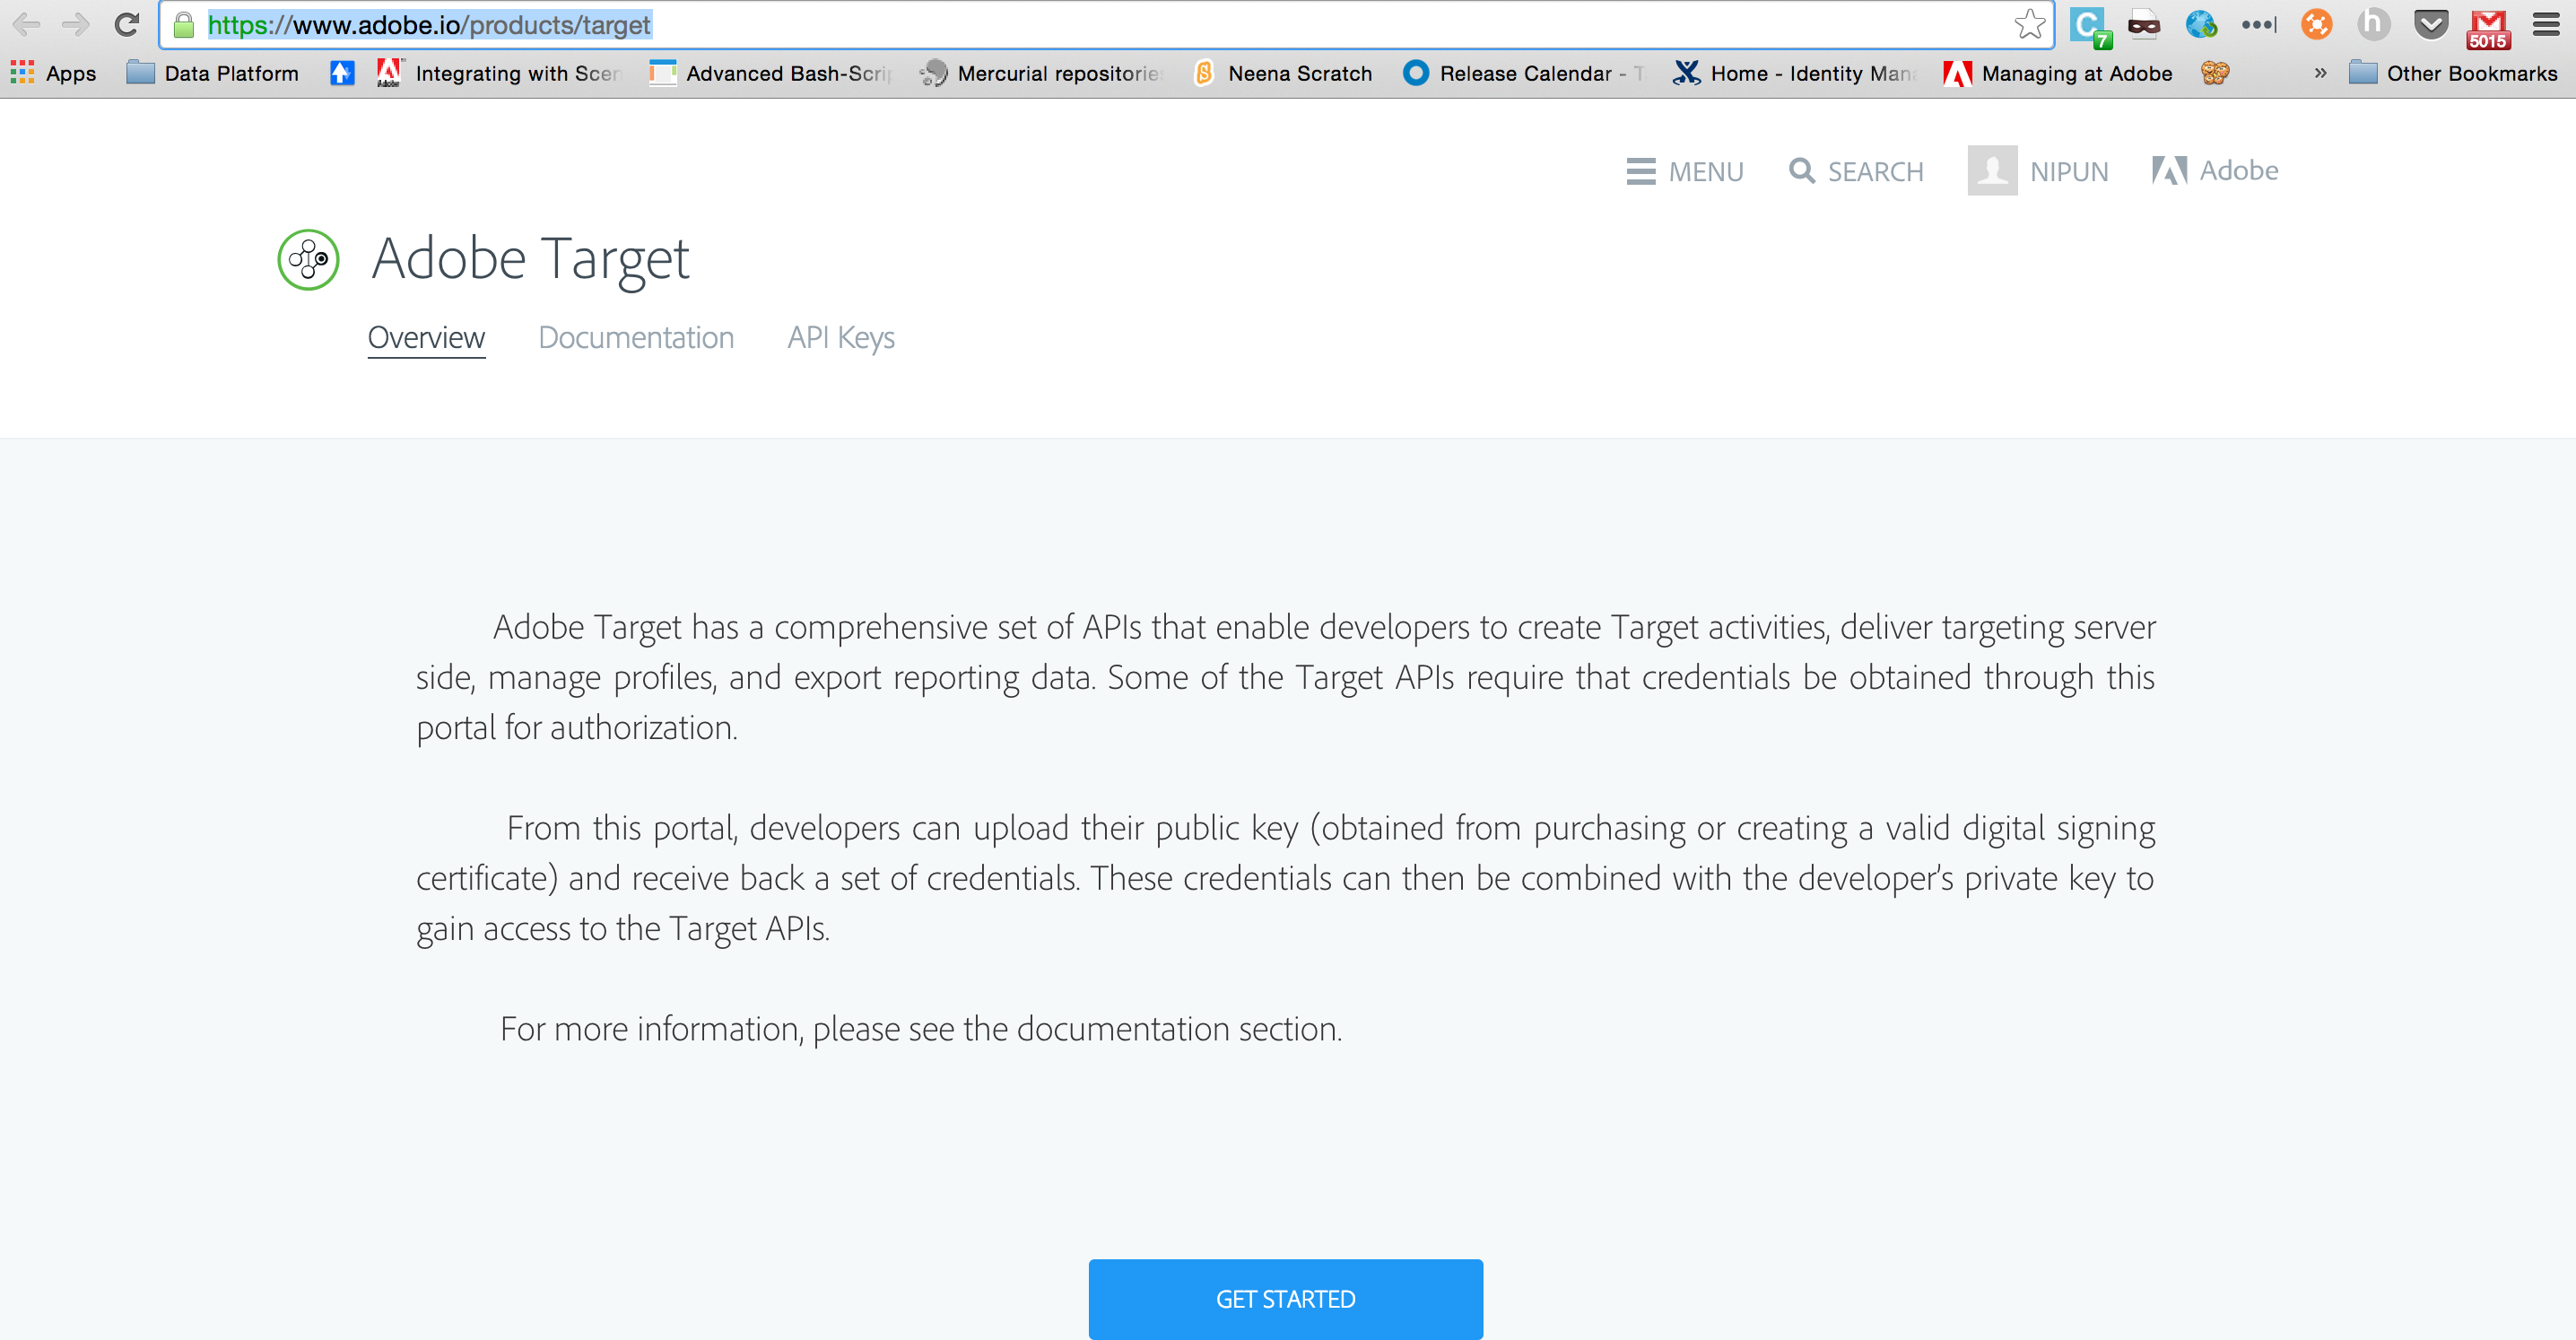 https://www.adobe.io/products/target
C 7 h 5015
Apps Data Platform Integrating with Scen Advanced Bash-Scrip Mercurial repositories Neena Scratch Release Calendar - T Home - Identity Mana Managing at Adobe » Other Bookmarks
MENU SEARCH NIPUN Adobe
Adobe Target
Overview Documentation API Keys
Adobe Target has a comprehensive set of APIs that enable developers to create Target activities, deliver targeting server
side, manage profiles, and export reporting data. Some of the Target APIs require that credentials be obtained through this
portal for authorization.
From this portal, developers can upload their public key (obtained from purchasing or creating a valid digital signing
certificate) and receive back a set of credentials. These credentials can then be combined with the developer’s private key to
gain access to the Target APIs.
For more information, please see the documentation section.
GET STARTED